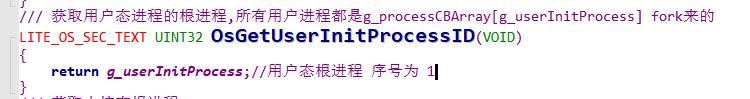 }
/// 获取用户态进程的根进程,所有用户进程都是g_processCBArray[g_userInitProcess] fork来的
LITE_OS_SEC_TEXT UINT32 OsGetUserInitProcessID(VOID)
{
    return g_userInitProcess;//用户态根进程 序号为 1
}